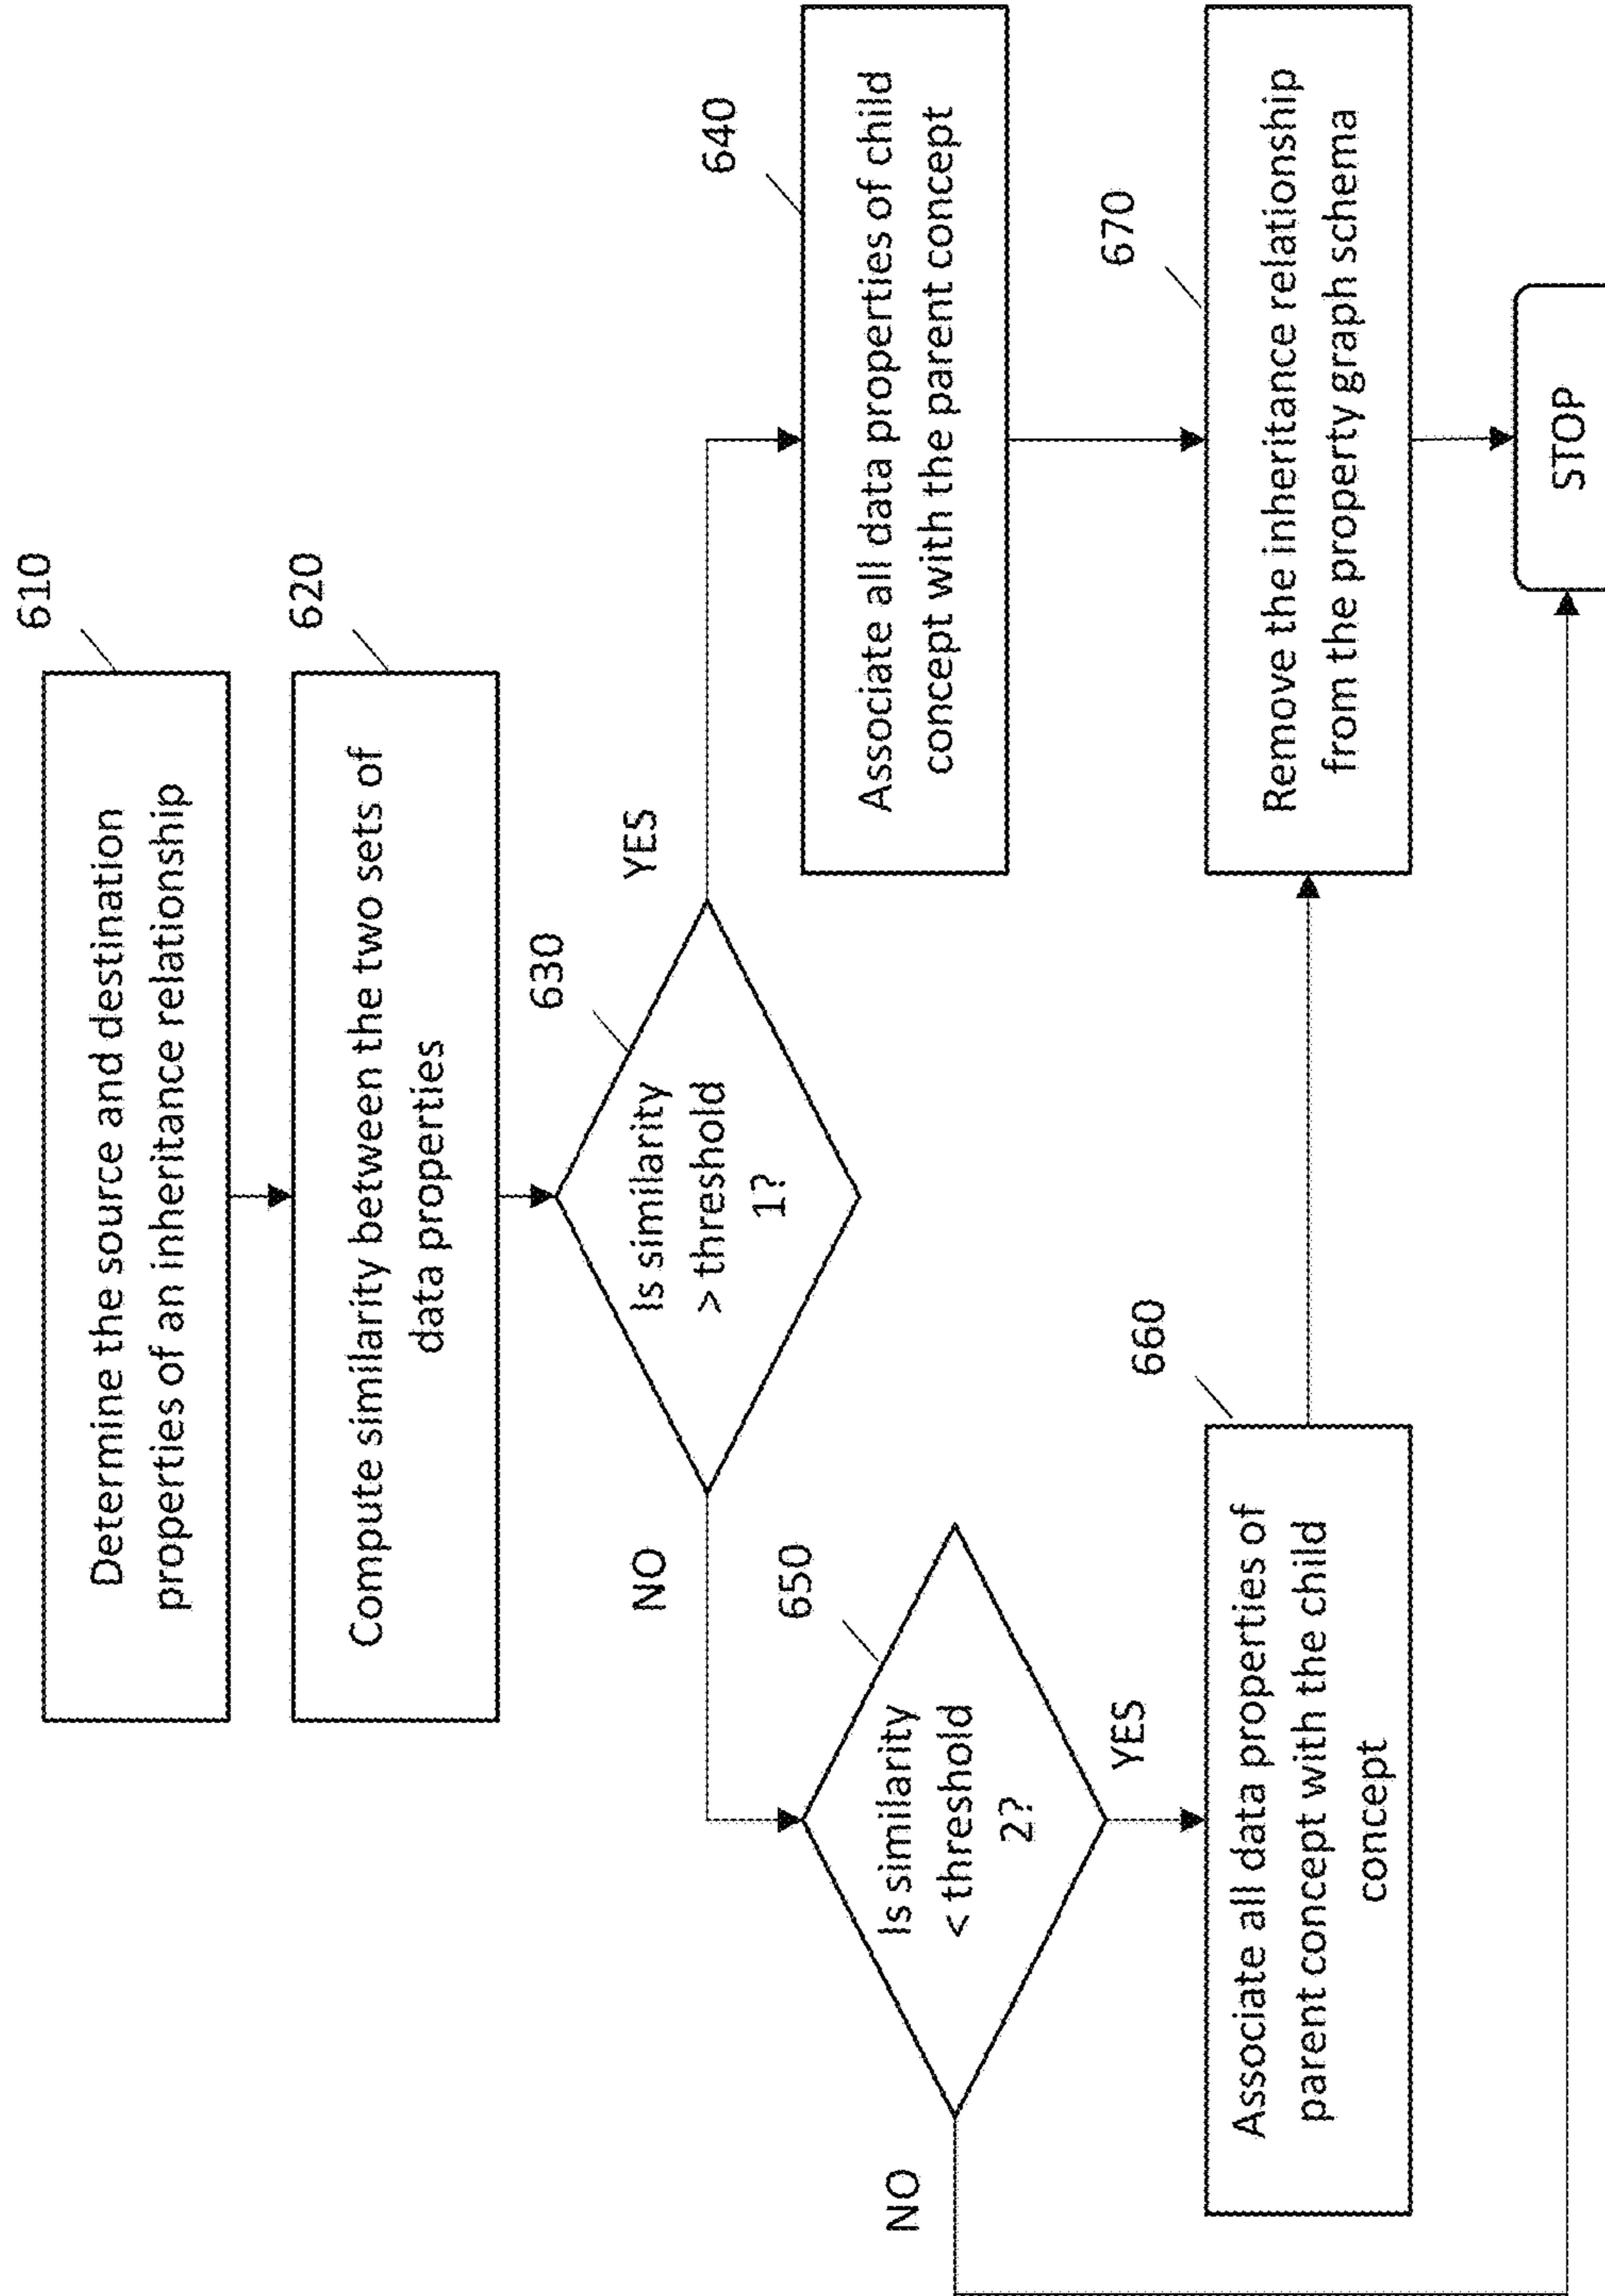 610
Determine the source and destination
properties of an inheritance relationship
620
Compute similarity between the two sets of
data properties
630
Is similarity
> threshold
1?
YES
NO
640
Associate all data properties of child
concept with the parent concept
650
Is similarity
< threshold
2?
YES
NO
660
Associate all data properties of
parent concept with the child
concept
670
Remove the inheritance relationship
from the property graph schema
STOP